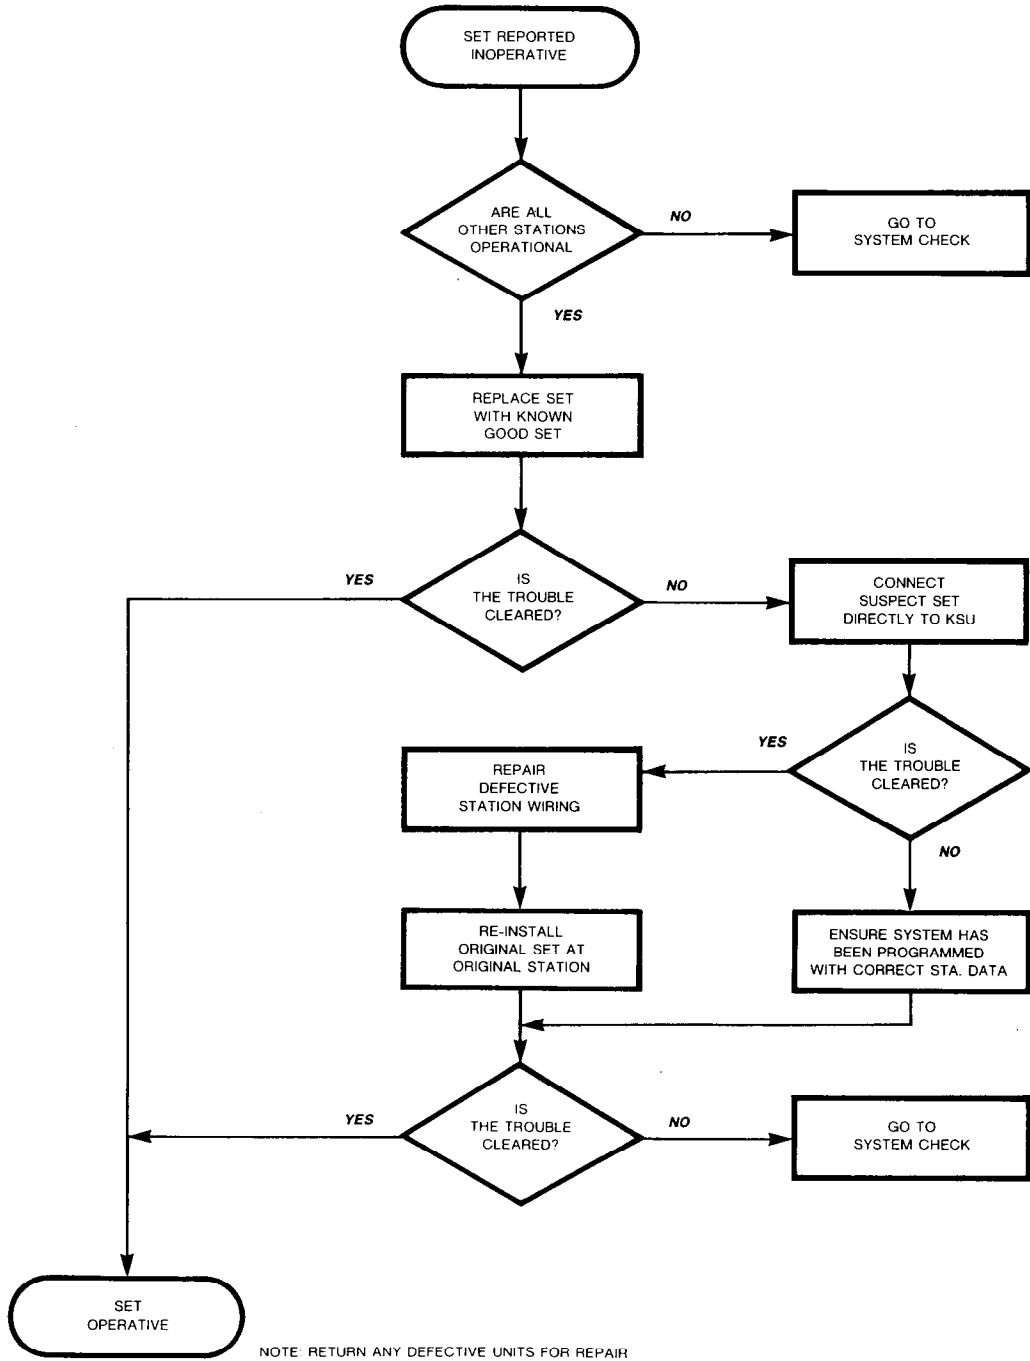 SET REPORTED
INOPERATIVE
ARE ALL
OTHER STATIONS
OPERATIONAL
NO
GO TO
SYSTEM CHECK
YES
REPLACE SET
WITH KNOWN
GOOD SET
IS
THE TROUBLE
CLEARED?
YES
NO
CONNECT
SUSPECT SET
DIRECTLY TO KSU
IS
THE TROUBLE
CLEARED?
YES
NO
REPAIR
DEFECTIVE
STATION WIRING
RE-INSTALL
ORIGINAL SET AT
ORIGINAL STATION
ENSURE SYSTEM HAS
BEEN PROGRAMMED
WITH CORRECT STA. DATA
IS
THE TROUBLE
CLEARED?
YES
NO
GO TO
SYSTEM CHECK
SET
OPERATIVE
NOTE: RETURN ANY DEFECTIVE UNITS FOR REPAIR